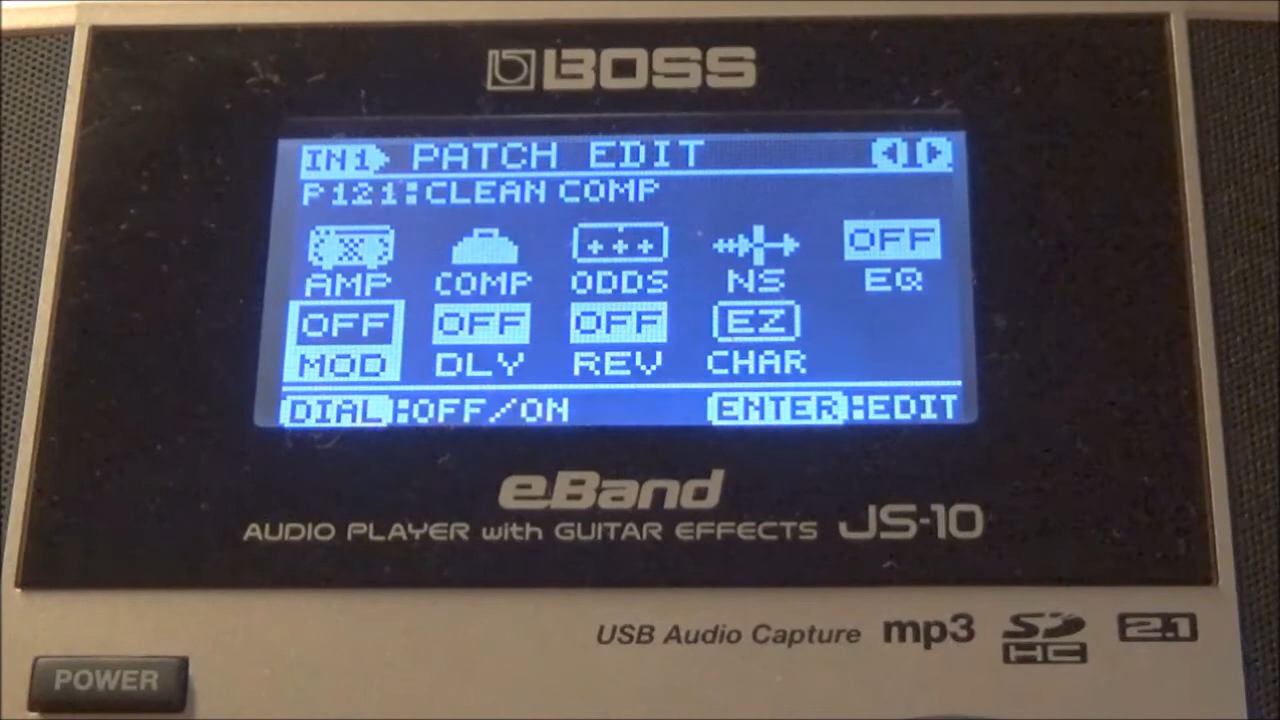 BOSS
IN1 PATCH EDIT
P121:CLEAN COMP
OFF
AMP COMP ODDS NS EQ
OFF OFF OFF EZ
MOD DLY REV CHAR
DIAL:OFF/ON ENTER:EDIT
eBand
AUDIO PLAYER with GUITAR EFFECTS JS-10
USB Audio Capture mp3 SD HC 2.1
POWER